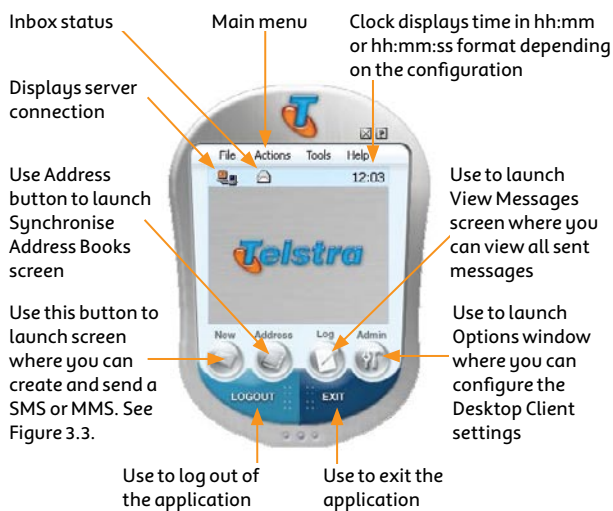 Inbox status
Main menu
Clock displays time in hh:mm
or hh:mm:ss format depending
on the configuration
Displays server
connection
T
File Actions Tools Help
12:03
Use Address
button to launch
Synchronise
Address Books
screen
Use to launch
View Messages
screen where you
can view all sent
messages
Telstra
Use this button to
launch screen
where you can
create and send a
SMS or MMS. See
Figure 3.3.
New Address Log Admin
LOGOUT EXIT
Use to launch
Options window
where you can
configure the
Desktop Client
settings
Use to log out of
the application
Use to exit the
application